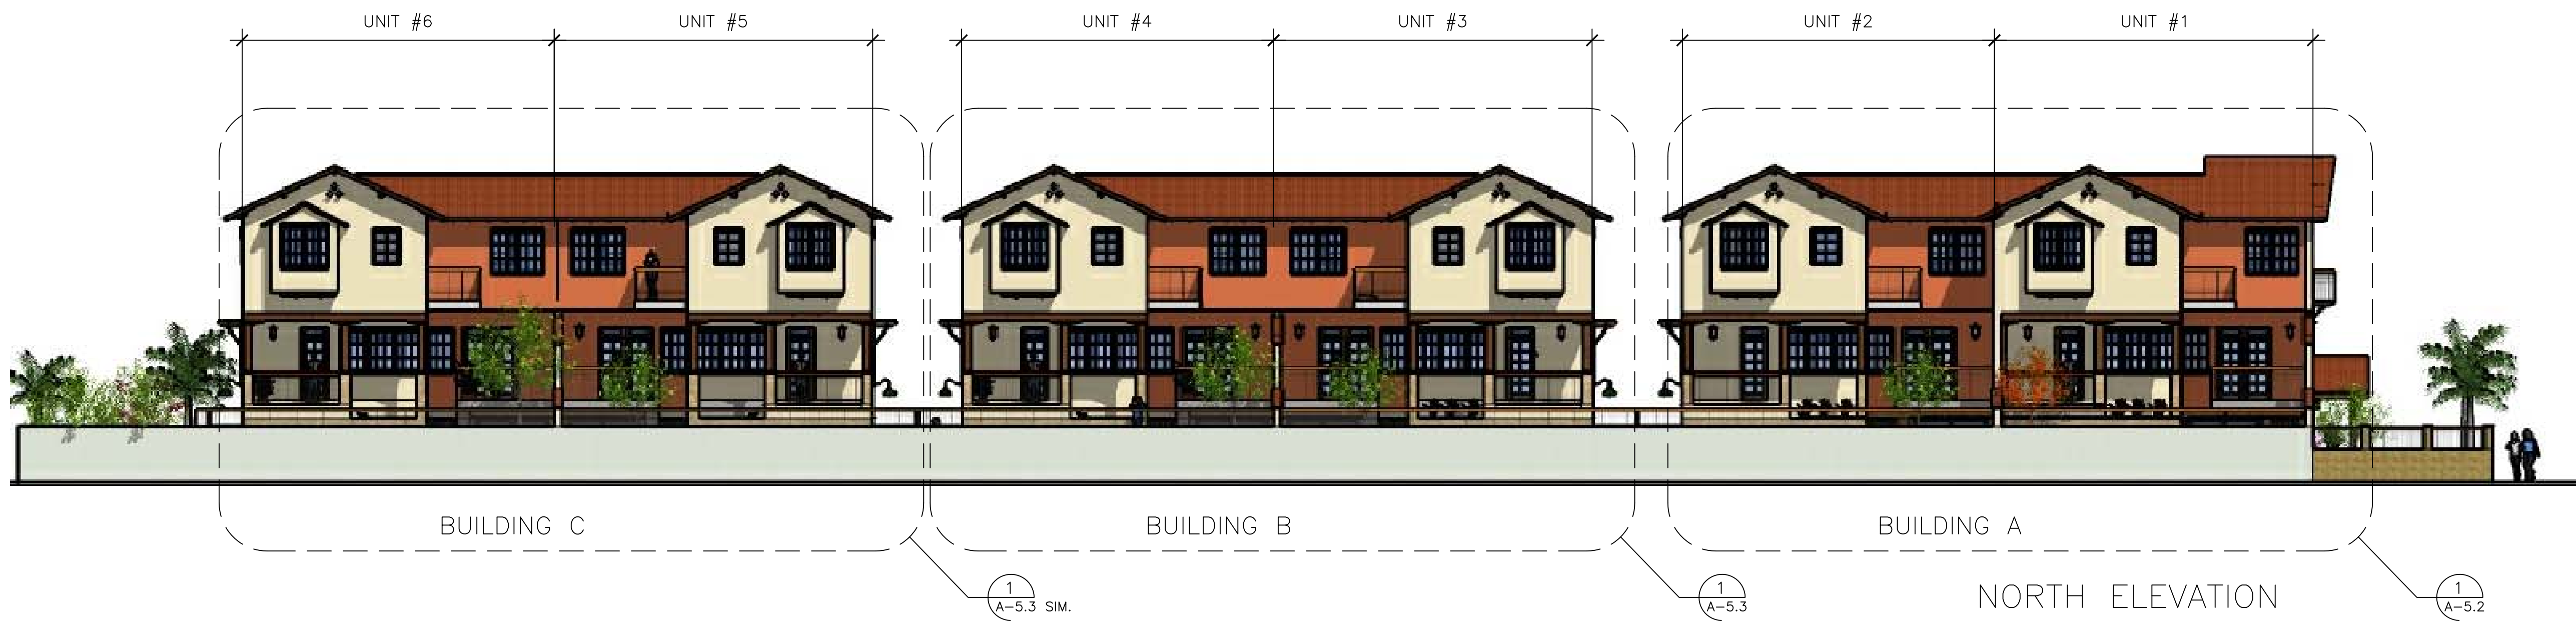 UNIT #6
UNIT #5
UNIT #4
UNIT #3
UNIT #2
UNIT #1
BUILDING C
BUILDING B
BUILDING A
1
A-5.3 SIM.
1
A-5.3
NORTH ELEVATION
1
A-5.2